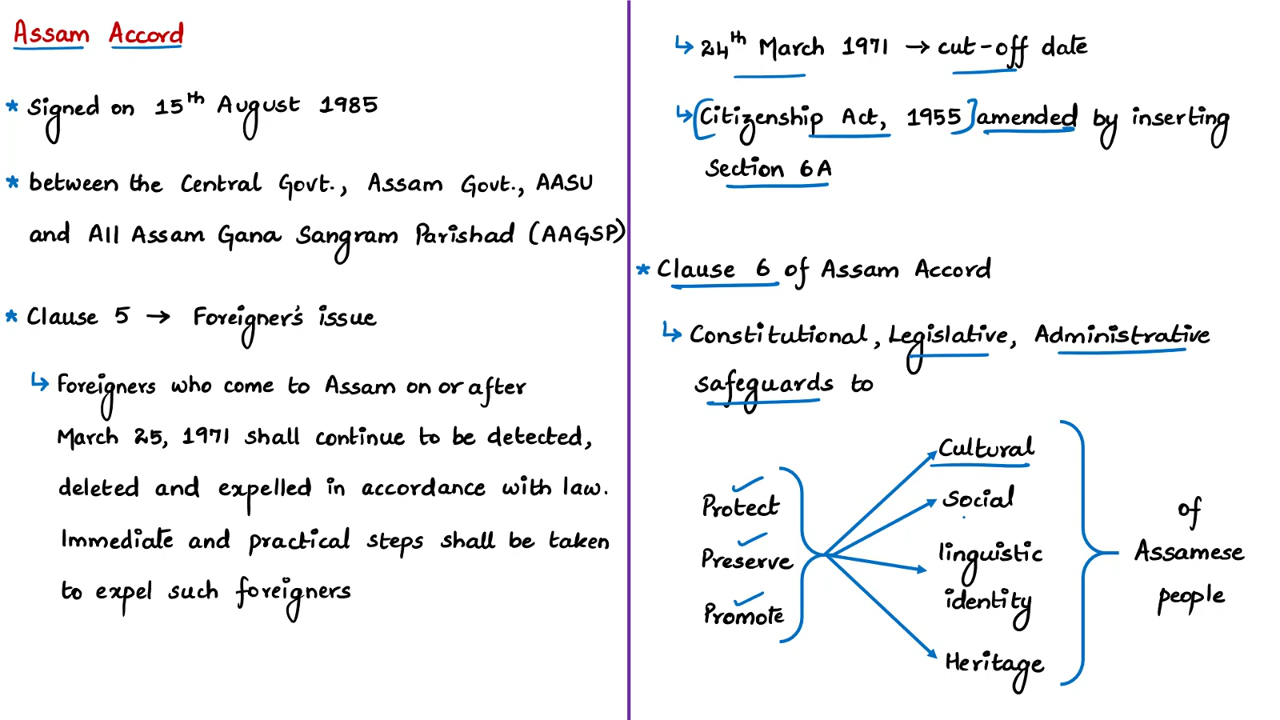 Assam Accord
* Signed on 15th August 1985
* between the Central Govt., Assam Govt., AASU
and All Assam Gana Sangram Parishad (AAGSP)
* Clause 5 → Foreigner's issue
↳ Foreigners who come to Assam on or after
March 25, 1971 shall continue to be detected,
deleted and expelled in accordance with law.
Immediate and practical steps shall be taken
to expel such foreigners
↳ 24th March 1971 → cut-off date
↳ [Citizenship Act, 1955] amended by inserting
Section 6A
* Clause 6 of Assam Accord
↳ Constitutional, Legislative, Administrative
safeguards to
Protect
Preserve
Promote
Cultural
Social
linguistic
identity
Heritage
of
Assamese
people